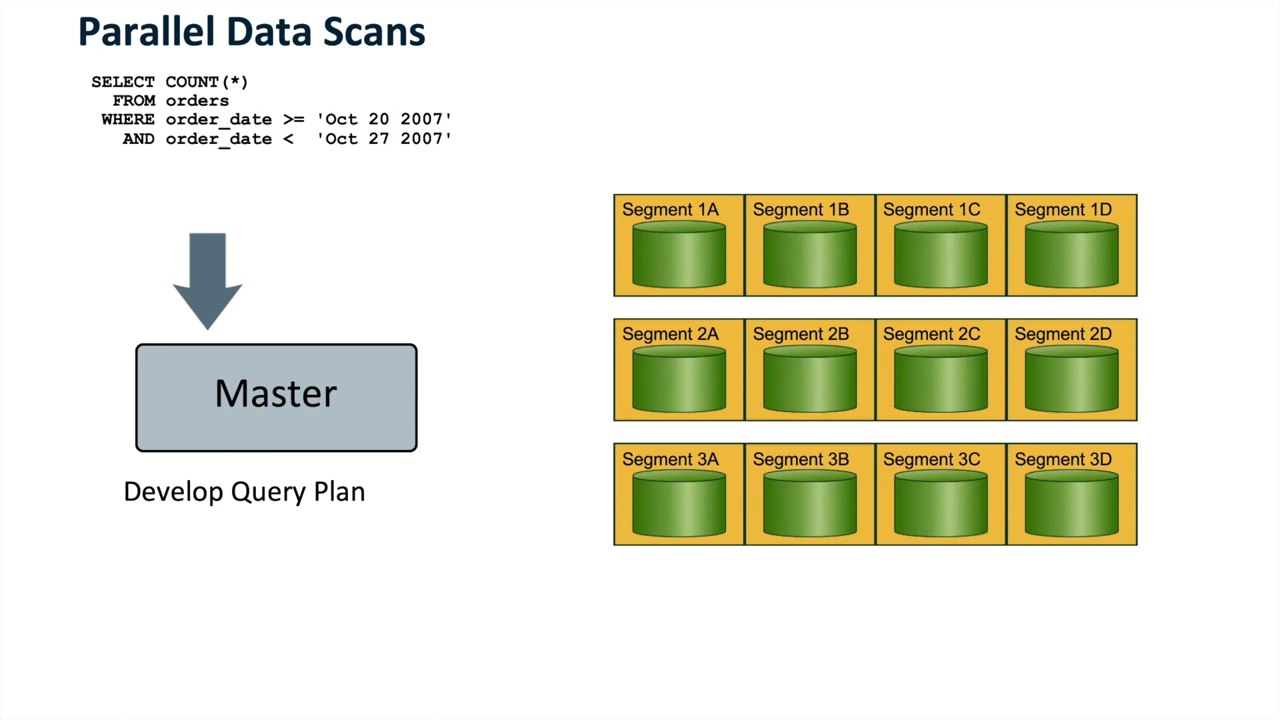 Parallel Data Scans
SELECT COUNT(*)
FROM orders
WHERE order_date >= 'Oct 20 2007'
AND order_date <  'Oct 27 2007'
Segment 1A Segment 1B Segment 1C Segment 1D
Segment 2A Segment 2B Segment 2C Segment 2D
Segment 3A Segment 3B Segment 3C Segment 3D
Master
Develop Query Plan